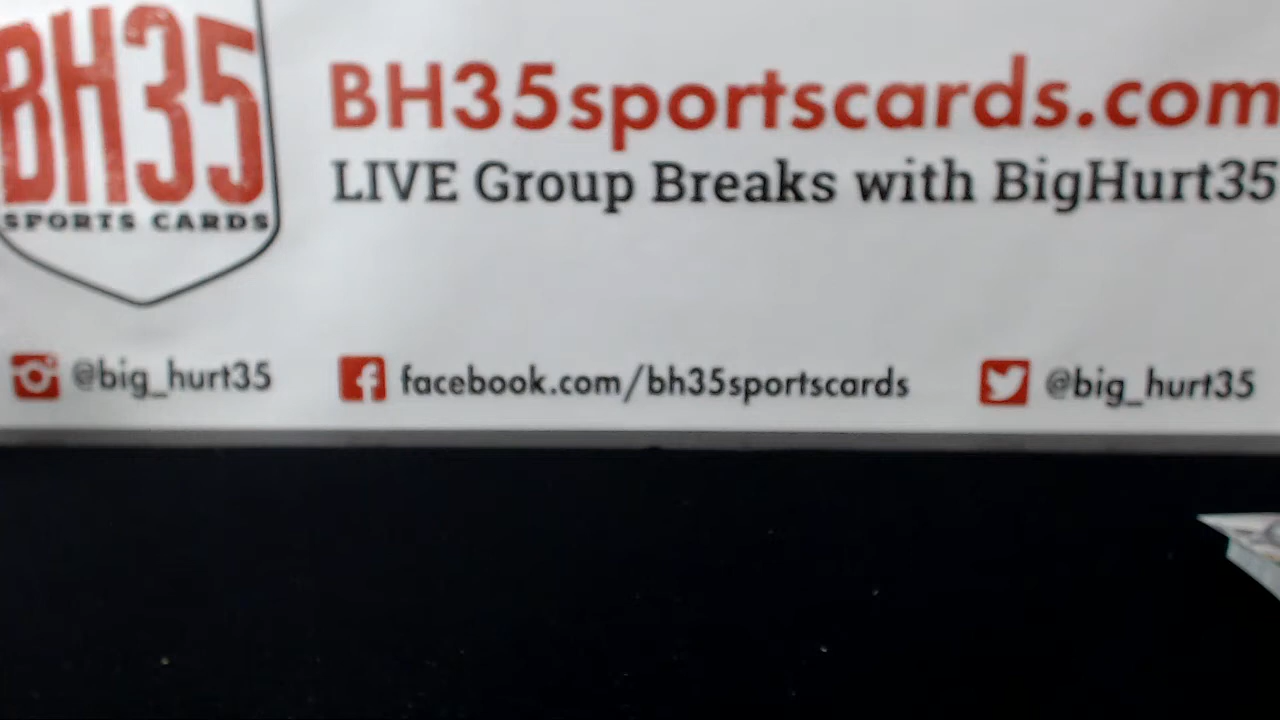 BH35
SPORTS CARDS
BH35sportscards.com
LIVE Group Breaks with BigHurt35
@big_hurt35
facebook.com/bh35sportscards
@big_hurt35